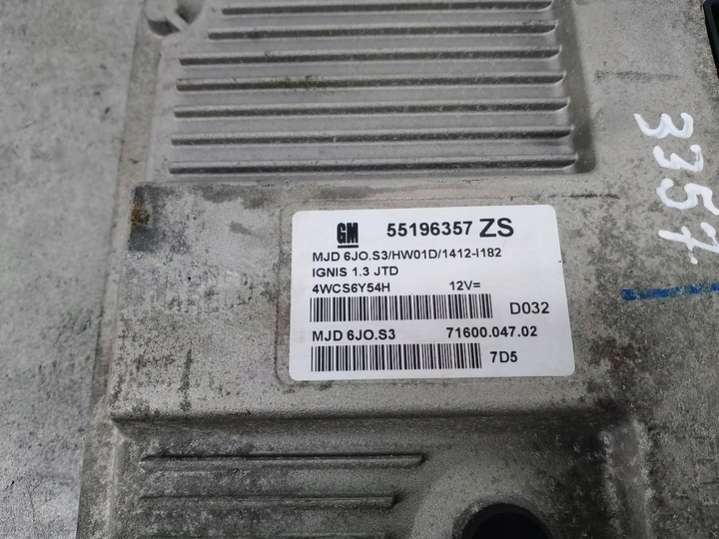 GM 55196357 ZS
MJD 6JO.S3/HW01D/1412-I182
IGNIS 1.3 JTD
4WCS6Y54H 12V=
D032
MJD 6JO.S3 71600.047.02
7D5
3357